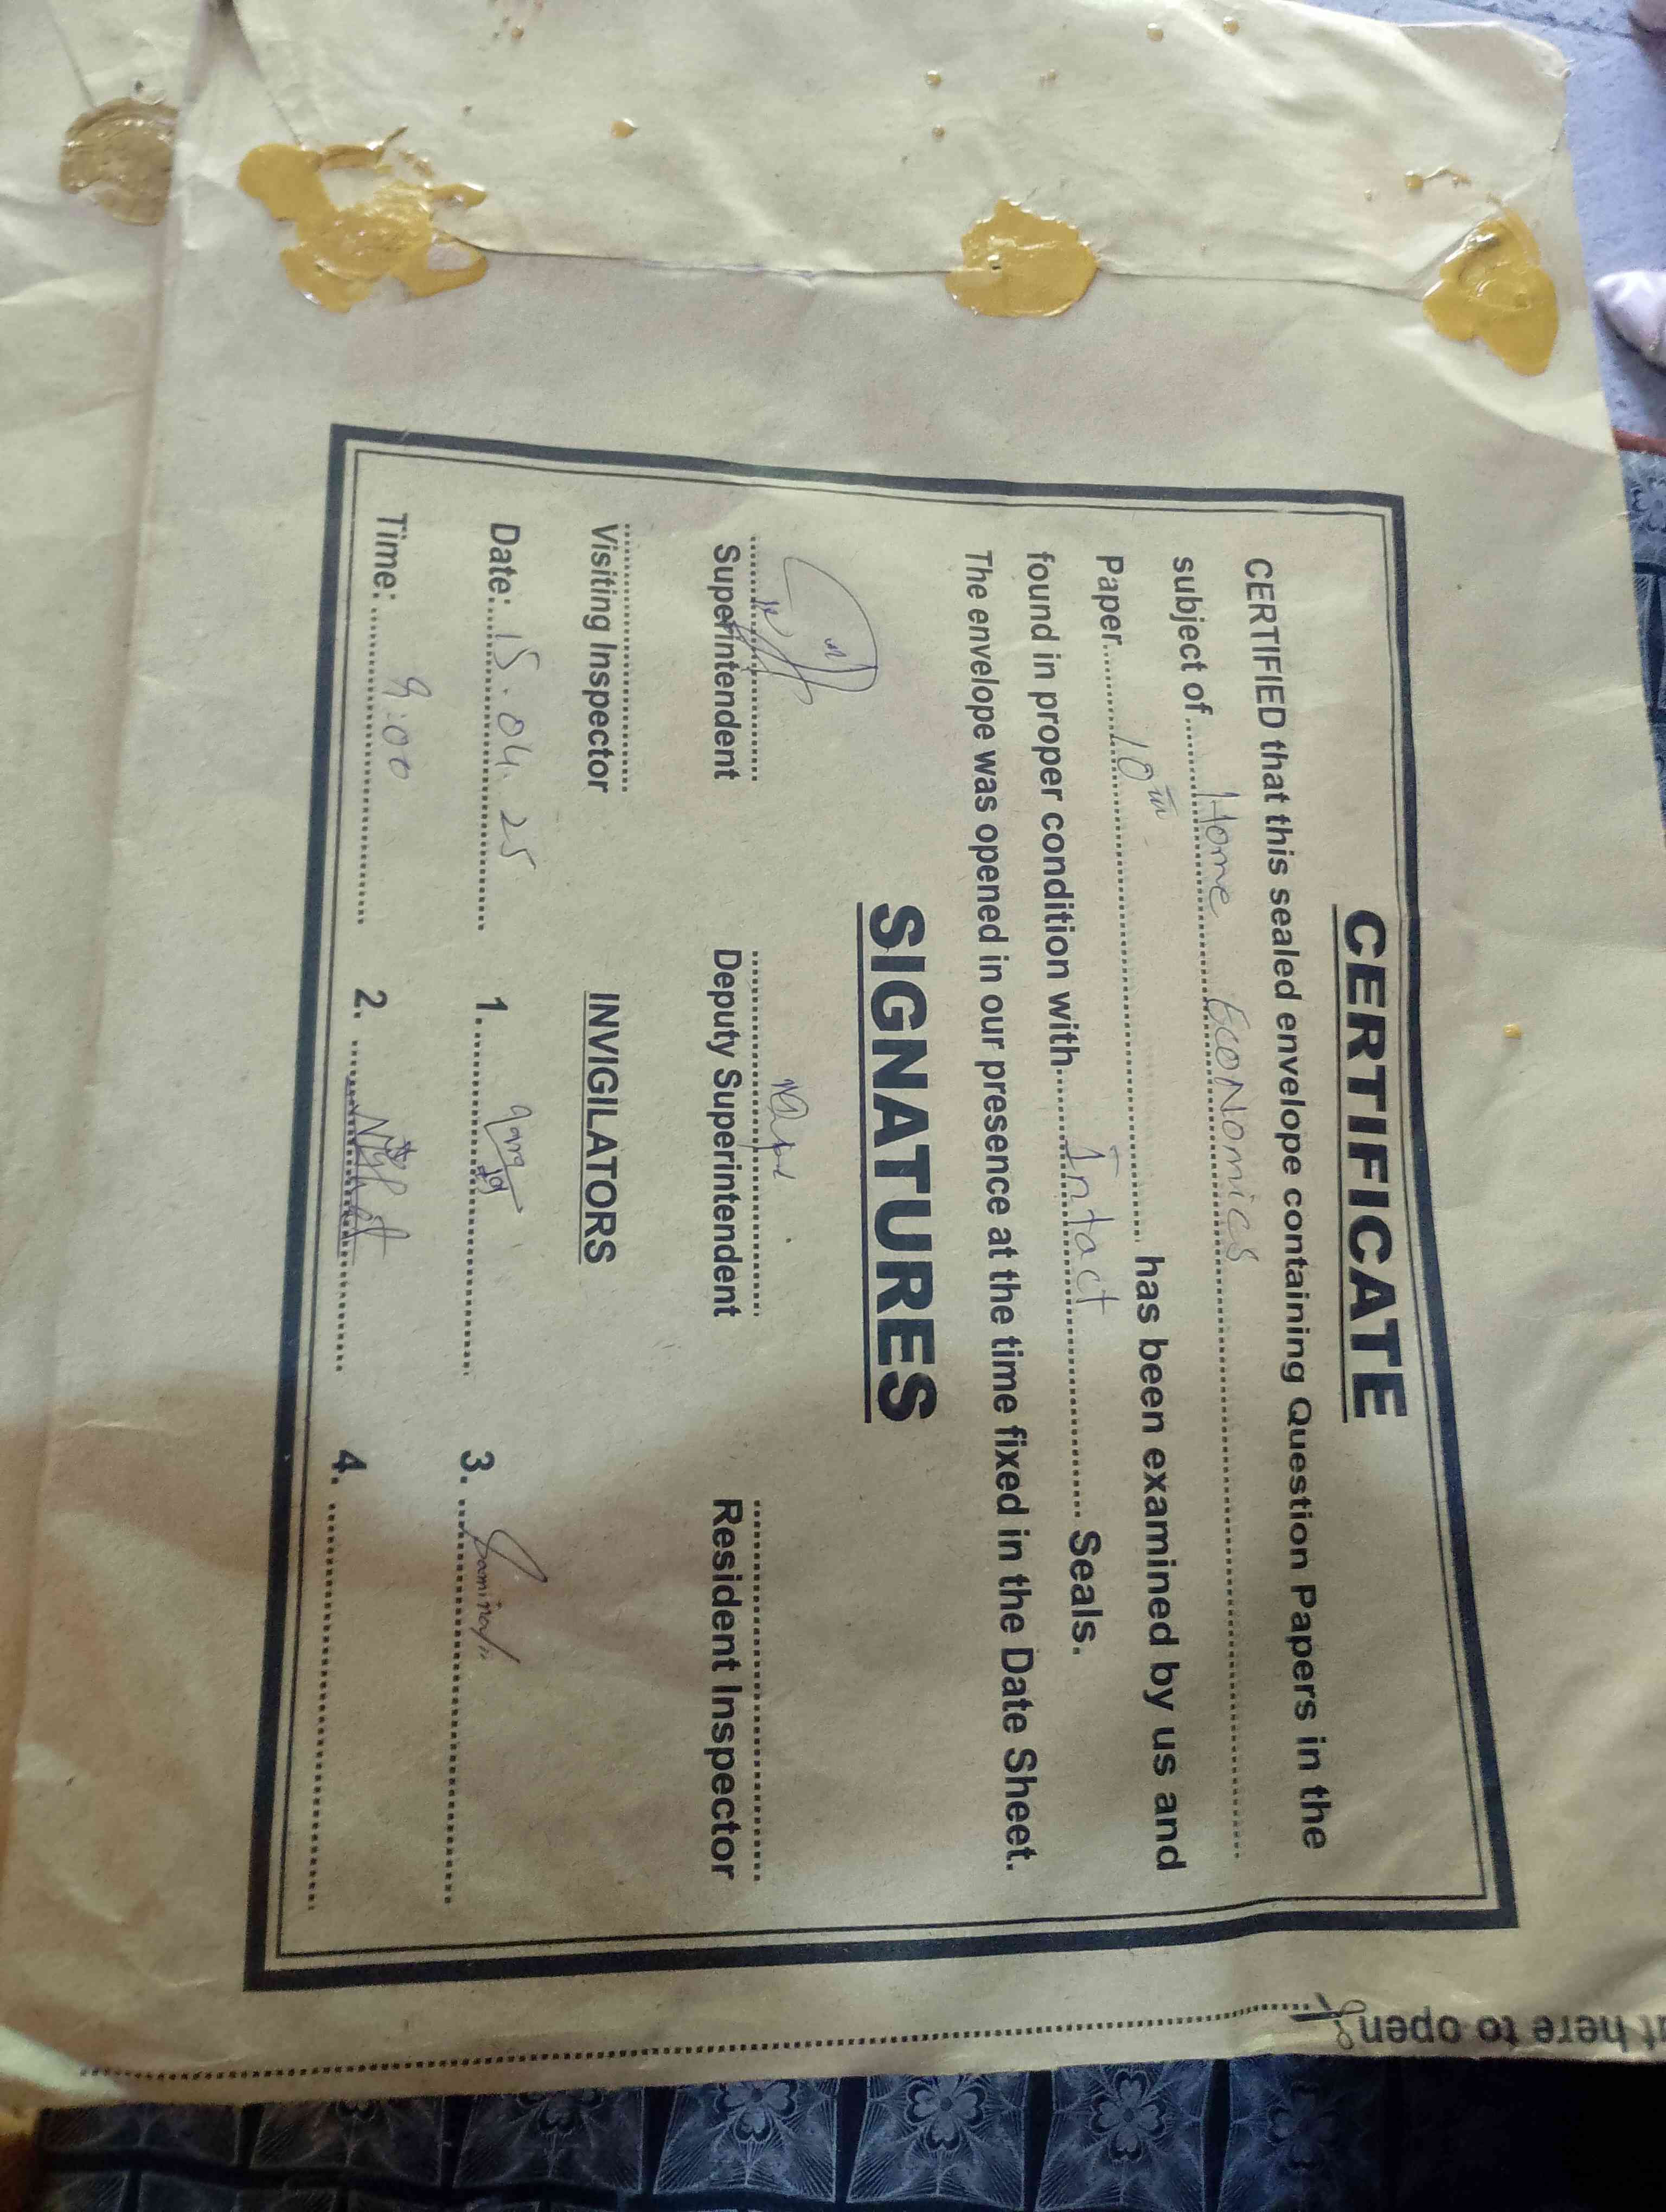 CERTIFICATE
CERTIFIED that this sealed envelope containing Question Papers in the
subject of.......Home Economics.......
Paper.......10th....... has been examined by us and
found in proper condition with.......Intact....... Seals.
The envelope was opened in our presence at the time fixed in the Date Sheet.
SIGNATURES
Superintendent Deputy Superintendent Resident Inspector
Visiting Inspector INVIGILATORS
Date:..15.04.25.... 1................ 3.................
Time:....9:00........ 2. ................ 4. .................
here to open